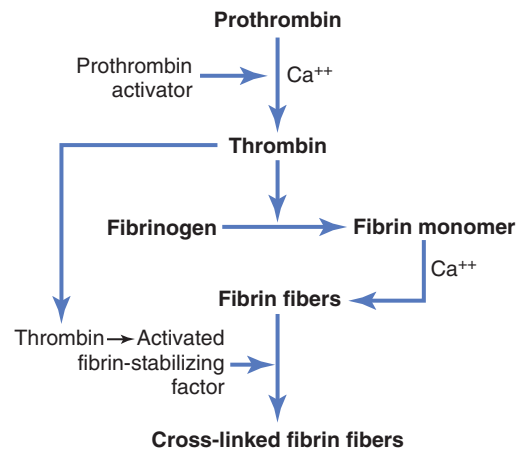 Prothrombin
Prothrombin
activator
Ca++
Thrombin
Fibrinogen
Fibrin monomer
Ca++
Fibrin fibers
Thrombin → Activated
fibrin-stabilizing
factor
Cross-linked fibrin fibers